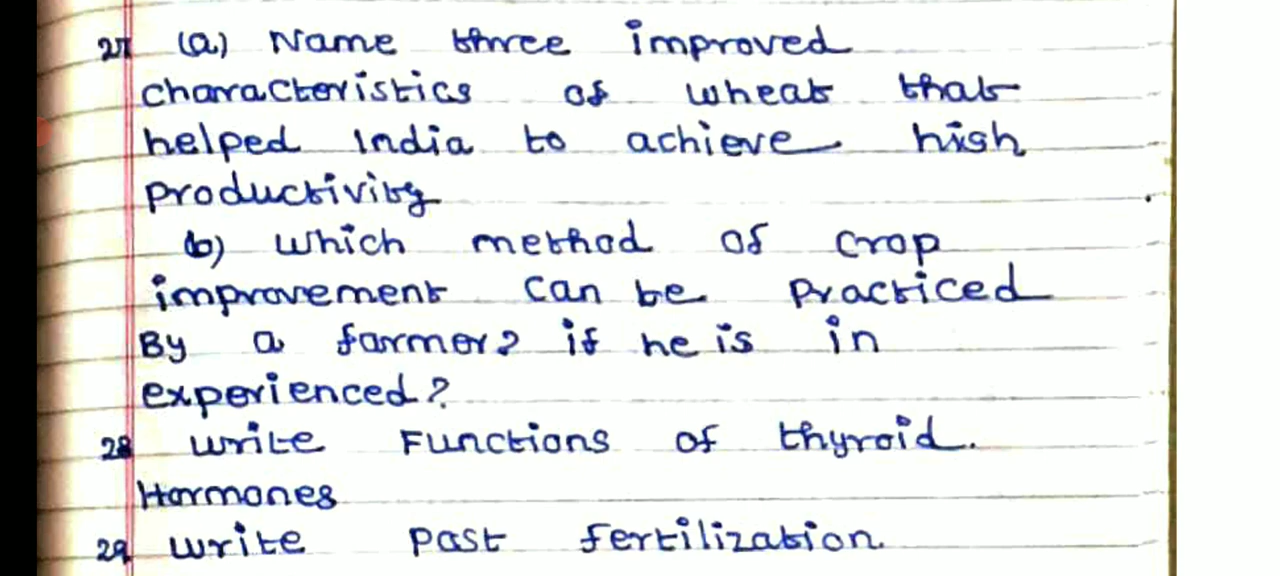 27 (a) Name three improved
characteristics of wheat that
helped India to achieve high
productivity
b) which method of crop
improvement can be practiced
By a farmer? if he is in
experienced?
28 write Functions of thyroid.
Hormones
29 write past fertilization.